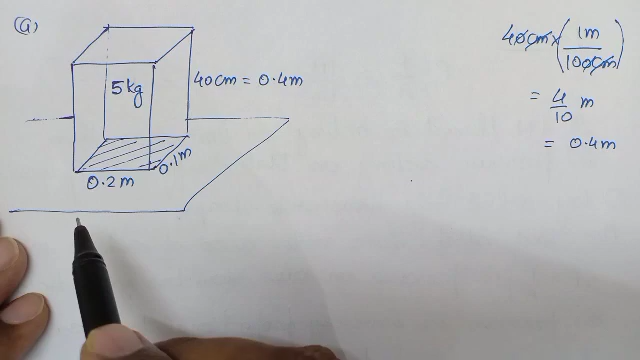 (a)
5kg
40cm = 0.4m
0.2m
0.1m
40cm × (1m/100cm)
= 4/10 m
= 0.4m